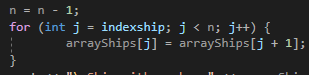 n = n - 1;
for (int j = indexship; j < n; j++) {
arrayShips[j] = arrayShips[j + 1];
}